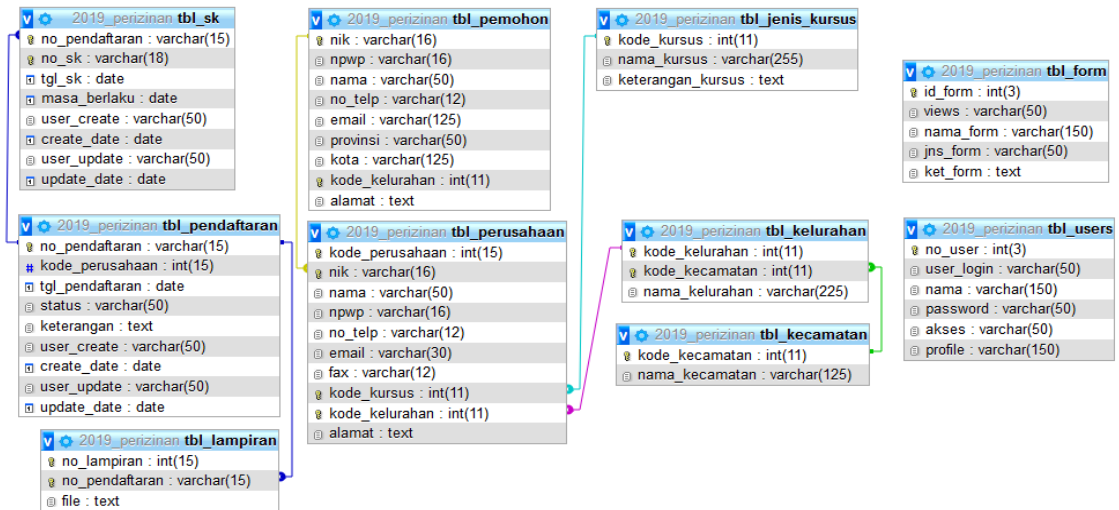 2019_perizinan tbl_sk
no_pendaftaran : varchar(15)
no_sk : varchar(18)
tgl_sk : date
masa_berlaku : date
user_create : varchar(50)
create_date : date
user_update : varchar(50)
update_date : date
2019_perizinan tbl_pendaftaran
no_pendaftaran : varchar(15)
kode_perusahaan : int(15)
tgl_pendaftaran : date
status : varchar(50)
keterangan : text
user_create : varchar(50)
create_date : date
user_update : varchar(50)
update_date : date
2019_perizinan tbl_lampiran
no_lampiran : int(15)
no_pendaftaran : varchar(15)
file : text
2019_perizinan tbl_pemohon
nik : varchar(16)
npwp : varchar(16)
nama : varchar(50)
no_telp : varchar(12)
email : varchar(125)
provinsi : varchar(50)
kota : varchar(125)
kode_kelurahan : int(11)
alamat : text
2019_perizinan tbl_perusahaan
kode_perusahaan : int(15)
nik : varchar(16)
nama : varchar(50)
npwp : varchar(16)
no_telp : varchar(12)
email : varchar(30)
fax : varchar(12)
kode_kursus : int(11)
kode_kelurahan : int(11)
alamat : text
2019_perizinan tbl_jenis_kursus
kode_kursus : int(11)
nama_kursus : varchar(255)
keterangan_kursus : text
2019_perizinan tbl_kelurahan
kode_kelurahan : int(11)
kode_kecamatan : int(11)
nama_kelurahan : varchar(225)
2019_perizinan tbl_kecamatan
kode_kecamatan : int(11)
nama_kecamatan : varchar(125)
2019_perizinan tbl_form
id_form : int(3)
views : varchar(50)
nama_form : varchar(150)
jns_form : varchar(50)
ket_form : text
2019_perizinan tbl_users
no_user : int(3)
user_login : varchar(50)
nama : varchar(150)
password : varchar(50)
akses : varchar(50)
profile : varchar(150)